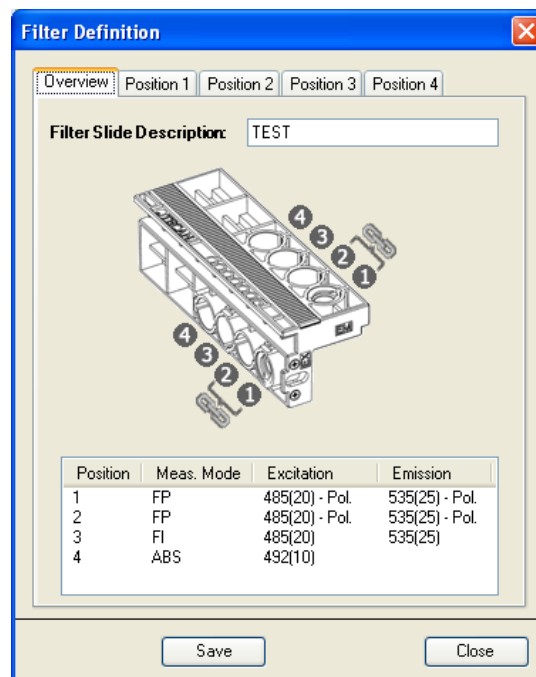 Filter Definition
Overview Position 1 Position 2 Position 3 Position 4
Filter Slide Description: TEST
TECAN
4
3
2
1
EM
4
3
2
1
Position Meas. Mode Excitation Emission
1 FP 485(20) - Pol. 535(25) - Pol.
2 FP 485(20) - Pol. 535(25) - Pol.
3 FI 485(20) 535(25)
4 ABS 492(10)
Save Close